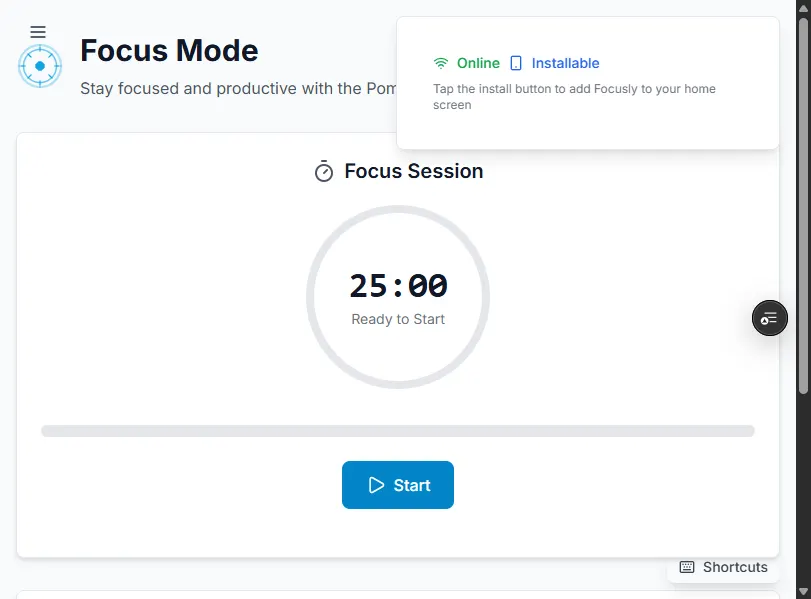 Focus Mode
Stay focused and productive with the Pom
Online Installable
Tap the install button to add Focusly to your home
screen
Focus Session
25:00
Ready to Start
Start
Shortcuts